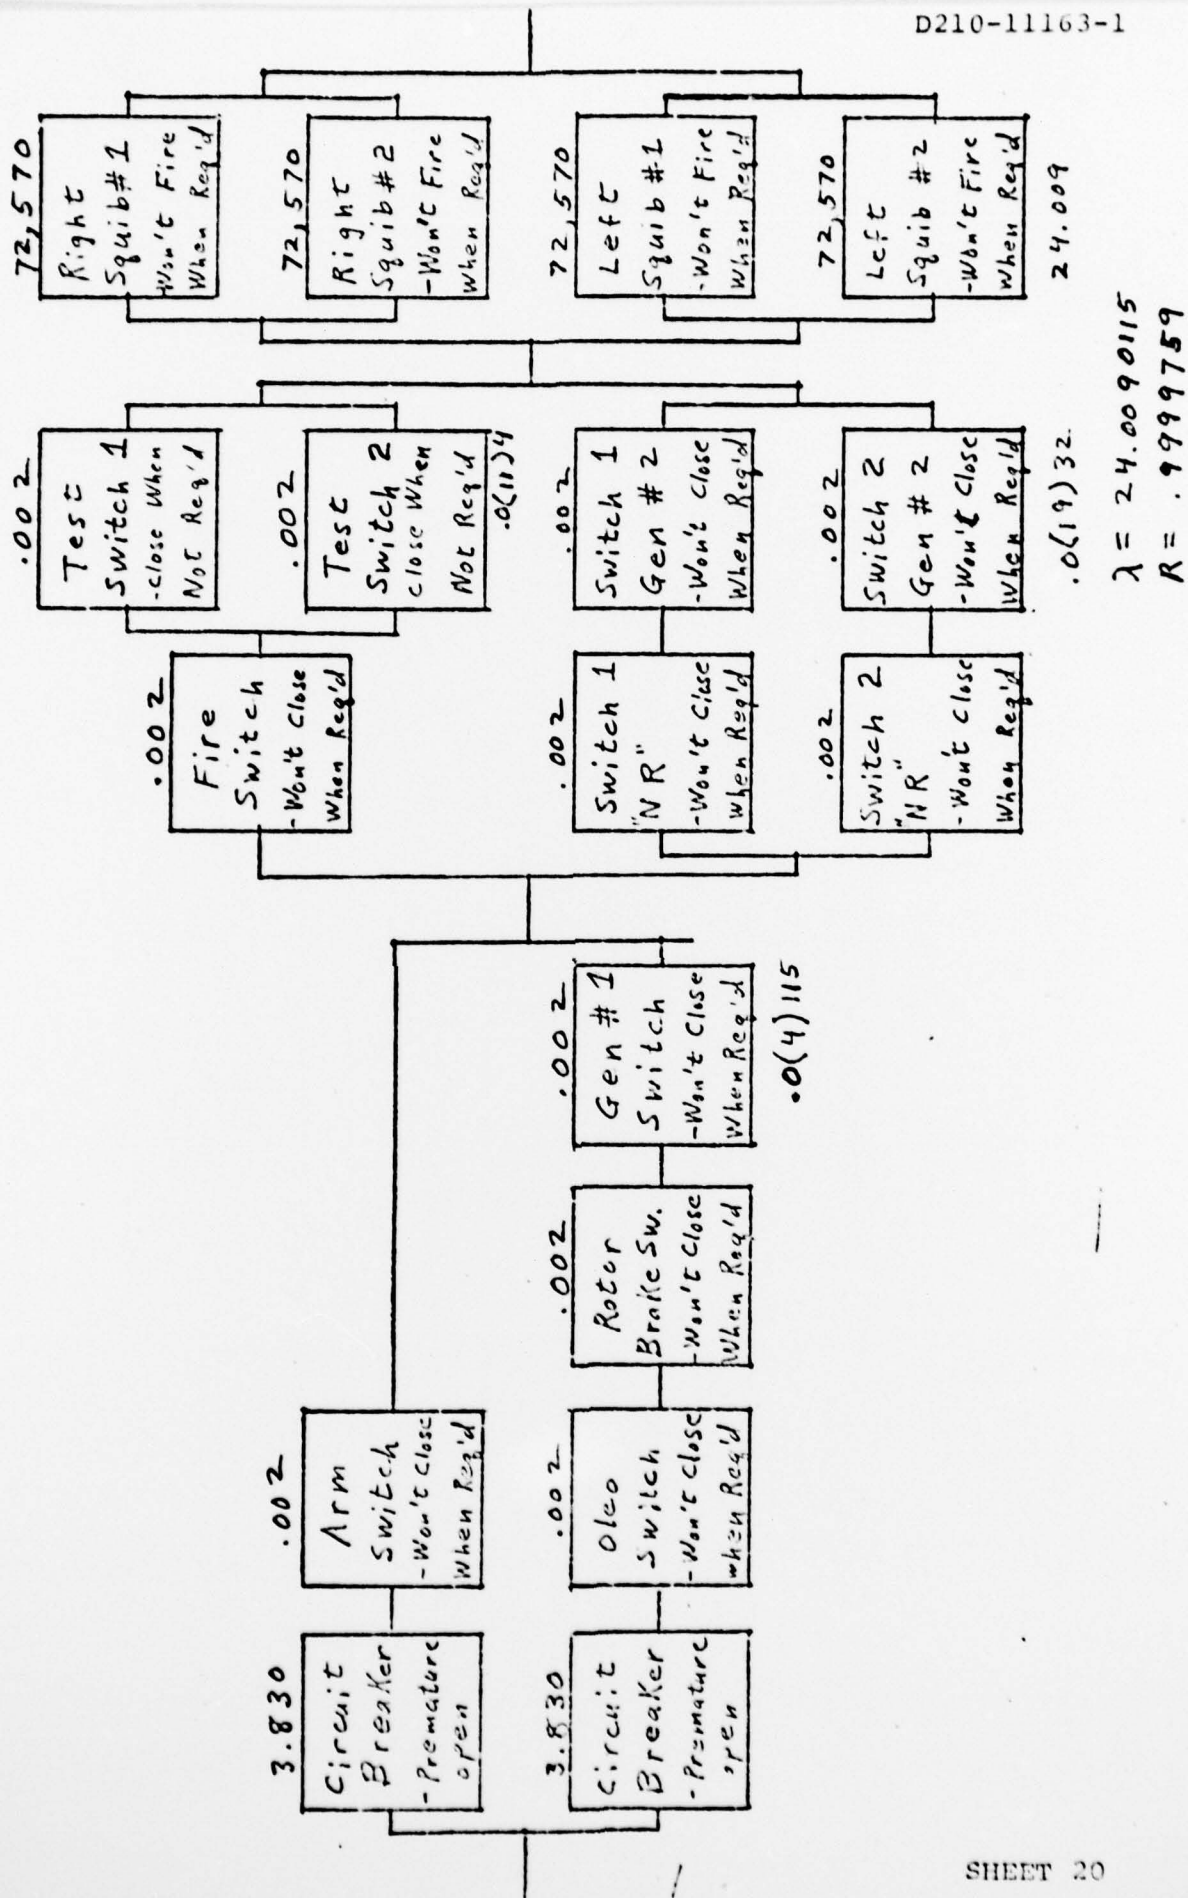 D210-11163-1
3.830
Circuit
Breaker
- Premature
open
.002
Arm
Switch
- Won't Close
When Req'd
3.830
Circuit
Breaker
- Premature
open
.002
Oleo
Switch
- Won't Close
when Req'd
.002
Rotor
Brake Sw.
- Won't Close
When Req'd
.002
Gen # 1
Switch
- Won't Close
When Req'd
.0(4)115
.002
Fire
Switch
- Won't Close
When Req'd
.002
Test
Switch 1
- Close When
Not Req'd
.002
Test
Switch 2
Close When
Not Req'd
.0(11)4
.002
Switch 1
"NR"
- Won't Close
When Req'd
.002
Switch 1
Gen # 2
- Won't Close
When Req'd
.002
Switch 2
"NR"
- Won't Close
When Req'd
.002
Switch 2
Gen # 2
- Won't Close
When Req'd
.0(19)32
72,570
Right
Squib #1
- Won't Fire
When Req'd
72,570
Right
Squib #2
- Won't Fire
When Req'd
72,570
Left
Squib #1
- Won't Fire
When Req'd
72,570
Left
Squib #2
- Won't Fire
When Req'd
24.009
λ = 24.0090115
R = .9999759
SHEET 20